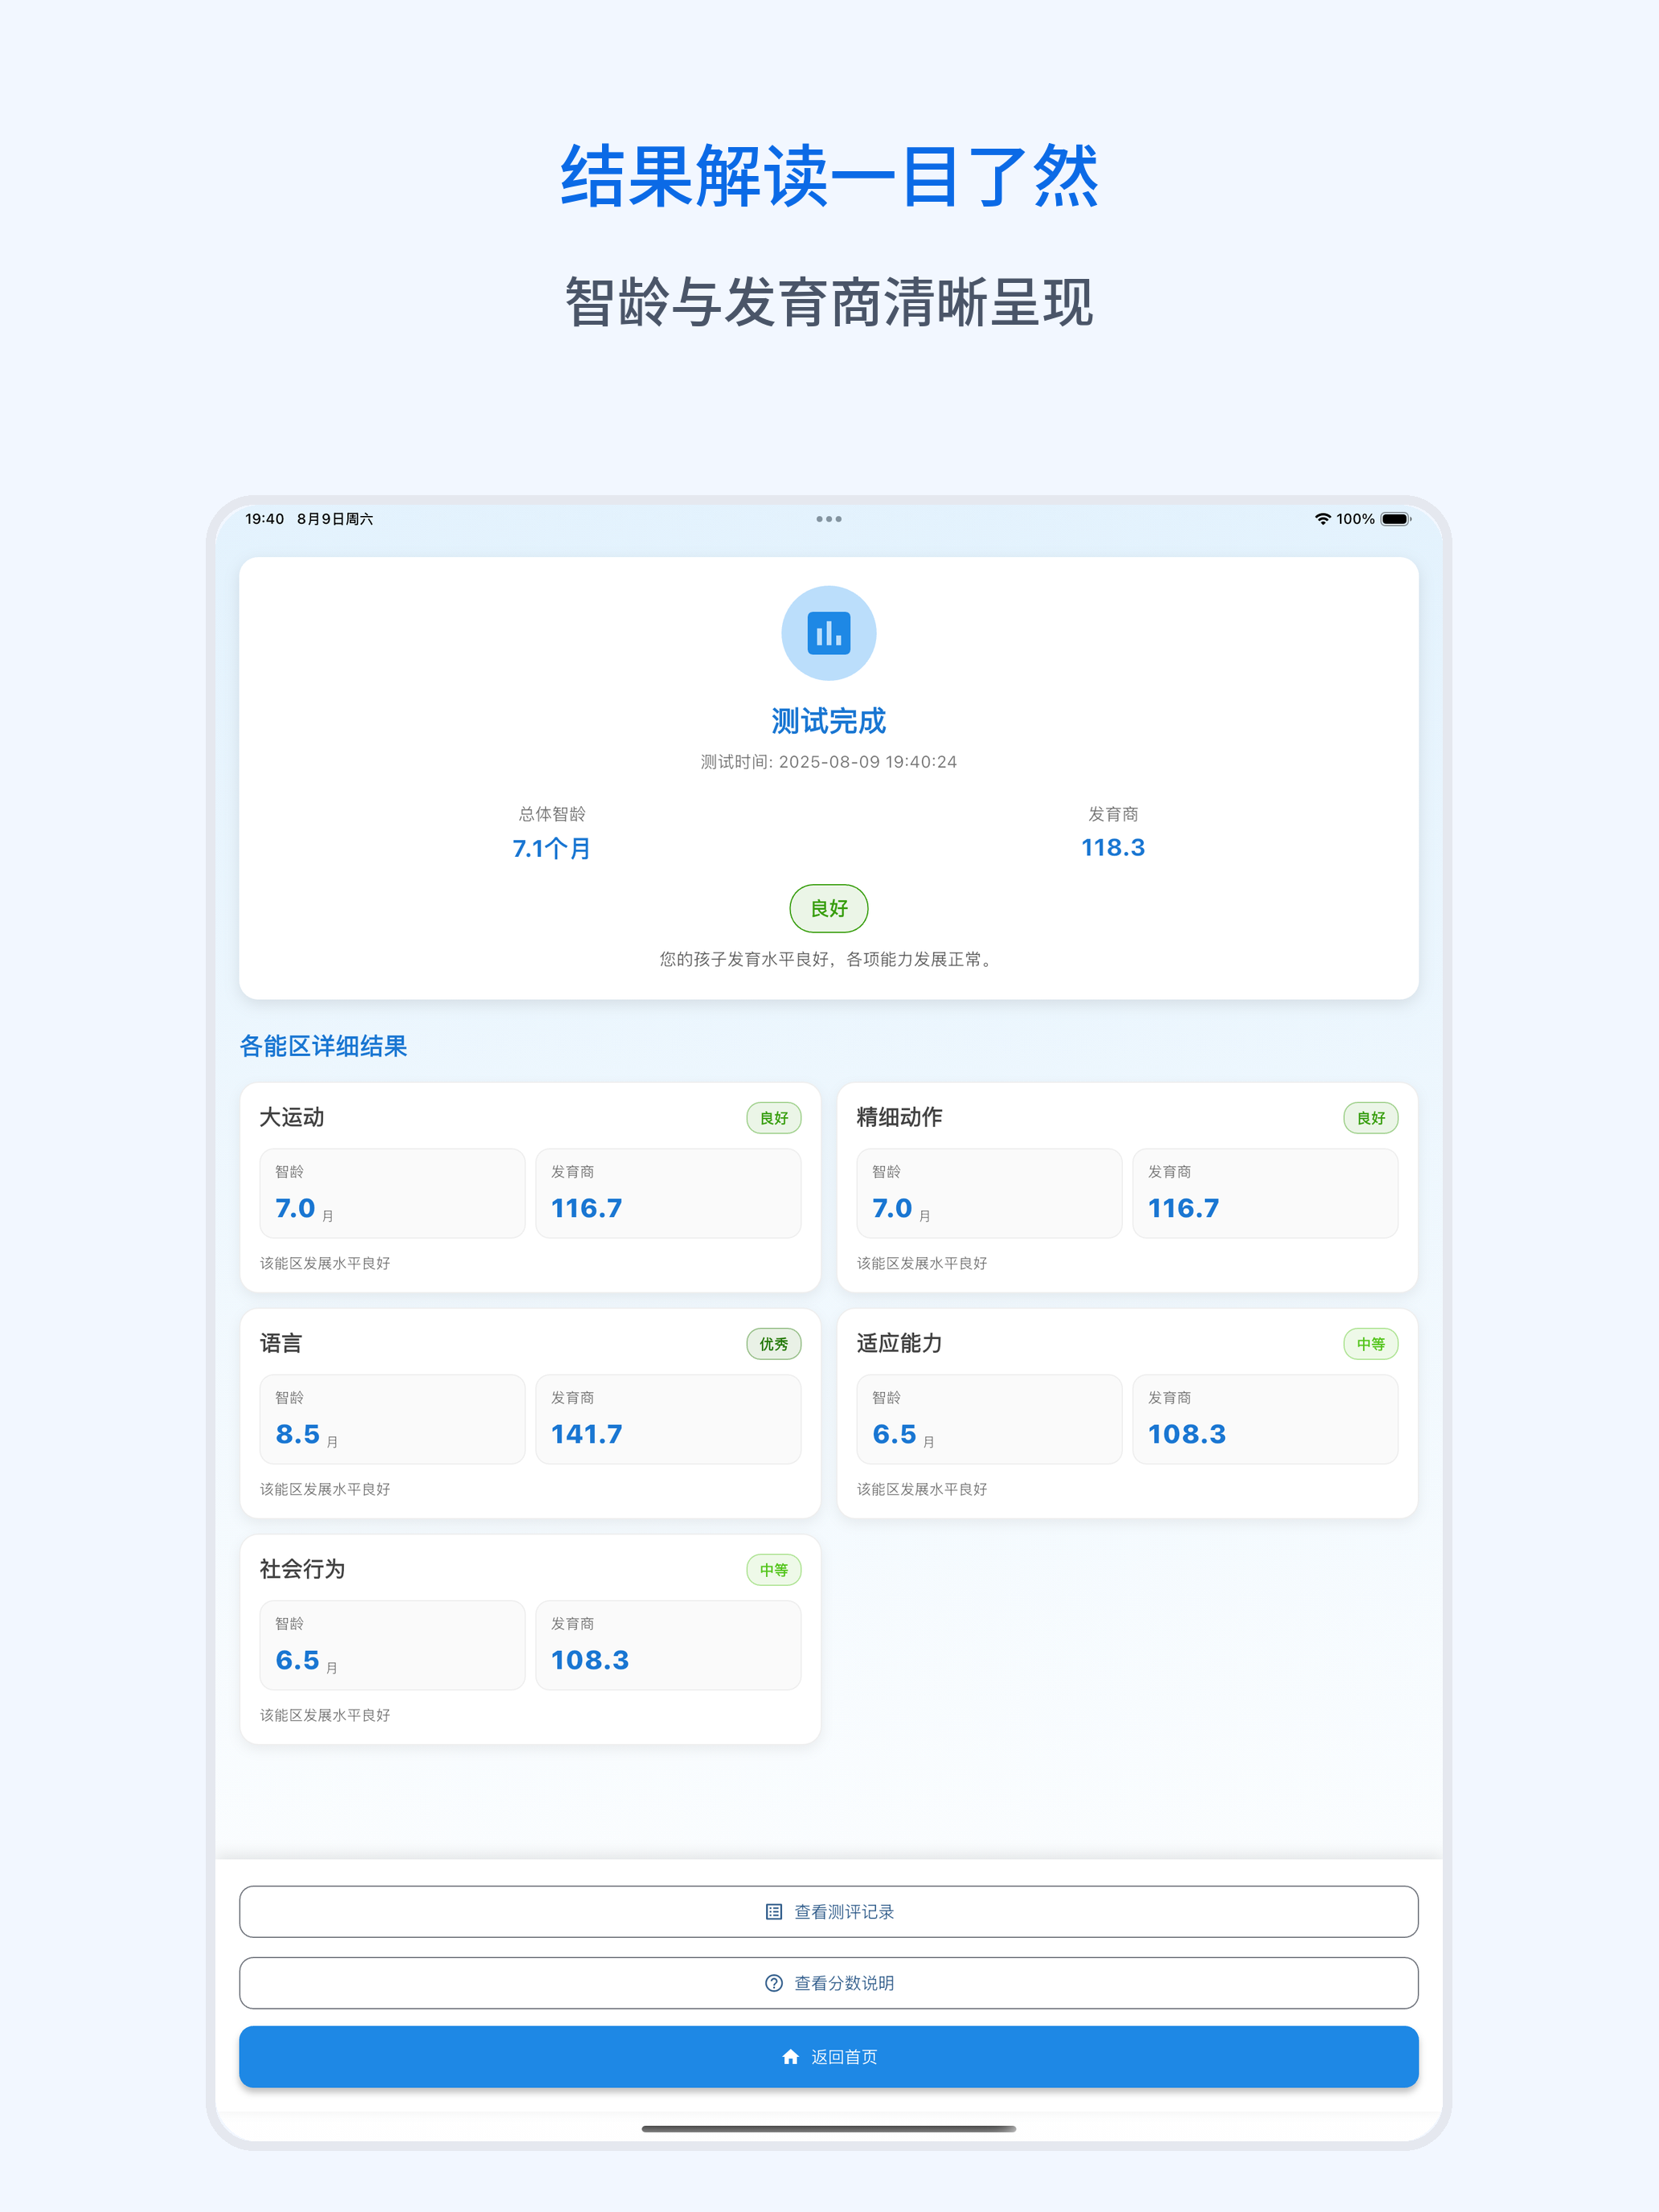 结果解读一目了然
智龄与发育商清晰呈现
19:40 8月9日周六
100%
测试完成
测试时间: 2025-08-09 19:40:24
总体智龄 发育商
7.1个月 118.3
良好
您的孩子发育水平良好，各项能力发展正常。
各能区详细结果
大运动 良好
智龄 发育商
7.0 月 116.7
该能区发展水平良好
精细动作 良好
智龄 发育商
7.0 月 116.7
该能区发展水平良好
语言 优秀
智龄 发育商
8.5 月 141.7
该能区发展水平良好
适应能力 中等
智龄 发育商
6.5 月 108.3
该能区发展水平良好
社会行为 中等
智龄 发育商
6.5 月 108.3
该能区发展水平良好
查看测评记录
查看分数说明
返回首页